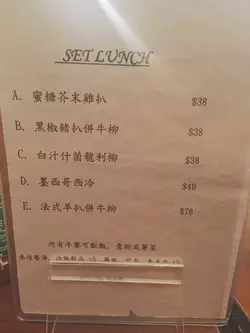 SET LUNCH
A. 蜜糖芥末雞扒 $38
B. 黑椒豬扒併牛柳 $38
C. 白汁什菌龍利柳 $38
D. 墨西哥西冷 $49
E. 法式羊扒併牛柳 $78
所有午餐可配飯、意粉或薯菜